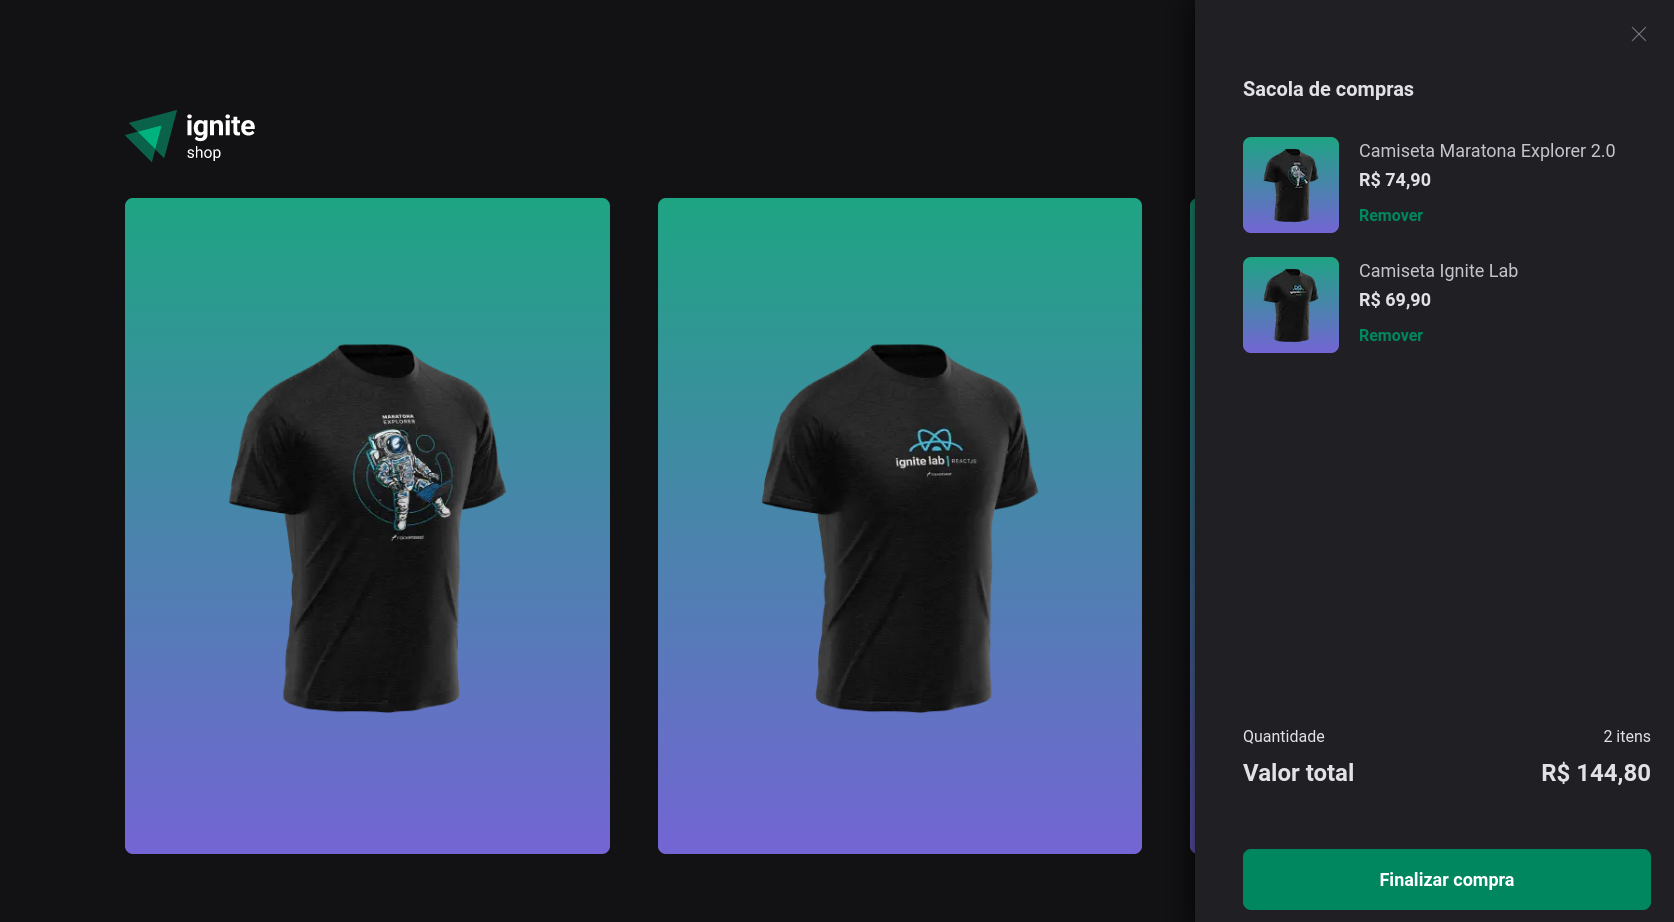 ignite
shop
MARATONA
EXPLORER
ignite lab | REACTJS
Sacola de compras
Camiseta Maratona Explorer 2.0
R$ 74,90
Remover
Camiseta Ignite Lab
R$ 69,90
Remover
Quantidade 2 itens
Valor total R$ 144,80
Finalizar compra